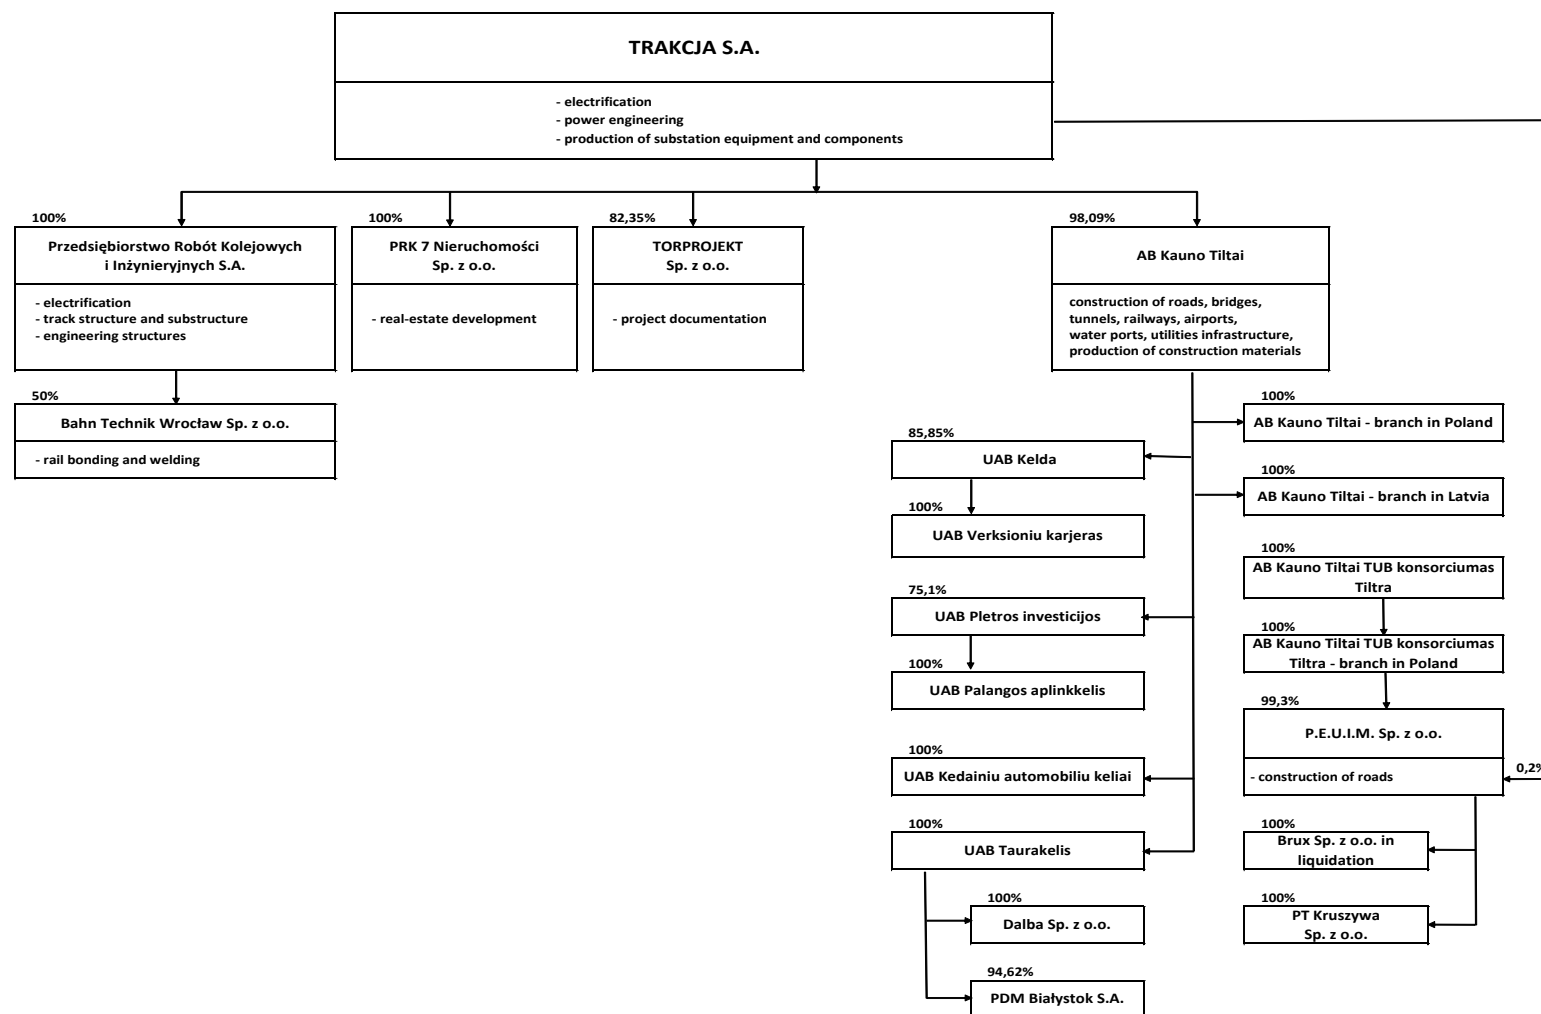 TRAKCJA S.A.
- electrification
- power engineering
- production of substation equipment and components
100%
Przedsiębiorstwo Robót Kolejowych
i Inżynieryjnych S.A.
- electrification
- track structure and substructure
- engineering structures
50%
Bahn Technik Wrocław Sp. z o.o.
- rail bonding and welding
100%
PRK 7 Nieruchomości
Sp. z o.o.
- real-estate development
82,35%
TORPROJEKT
Sp. z o.o.
- project documentation
98,09%
AB Kauno Tiltai
construction of roads, bridges,
tunnels, railways, airports,
water ports, utilities infrastructure,
production of construction materials
85,85%
UAB Kelda
100%
UAB Verksioniu karjeras
75,1%
UAB Pletros investicijos
100%
UAB Palangos aplinkkelis
100%
UAB Kedainiu automobiliu keliai
100%
UAB Taurakelis
100%
Dalba Sp. z o.o.
94,62%
PDM Białystok S.A.
100%
AB Kauno Tiltai - branch in Poland
100%
AB Kauno Tiltai - branch in Latvia
100%
AB Kauno Tiltai TUB konsorciumas
Tiltra
100%
AB Kauno Tiltai TUB konsorciumas
Tiltra - branch in Poland
99,3%
P.E.U.I.M. Sp. z o.o.
- construction of roads
0,2%
100%
Brux Sp. z o.o. in
liquidation
100%
PT Kruszywa
Sp. z o.o.